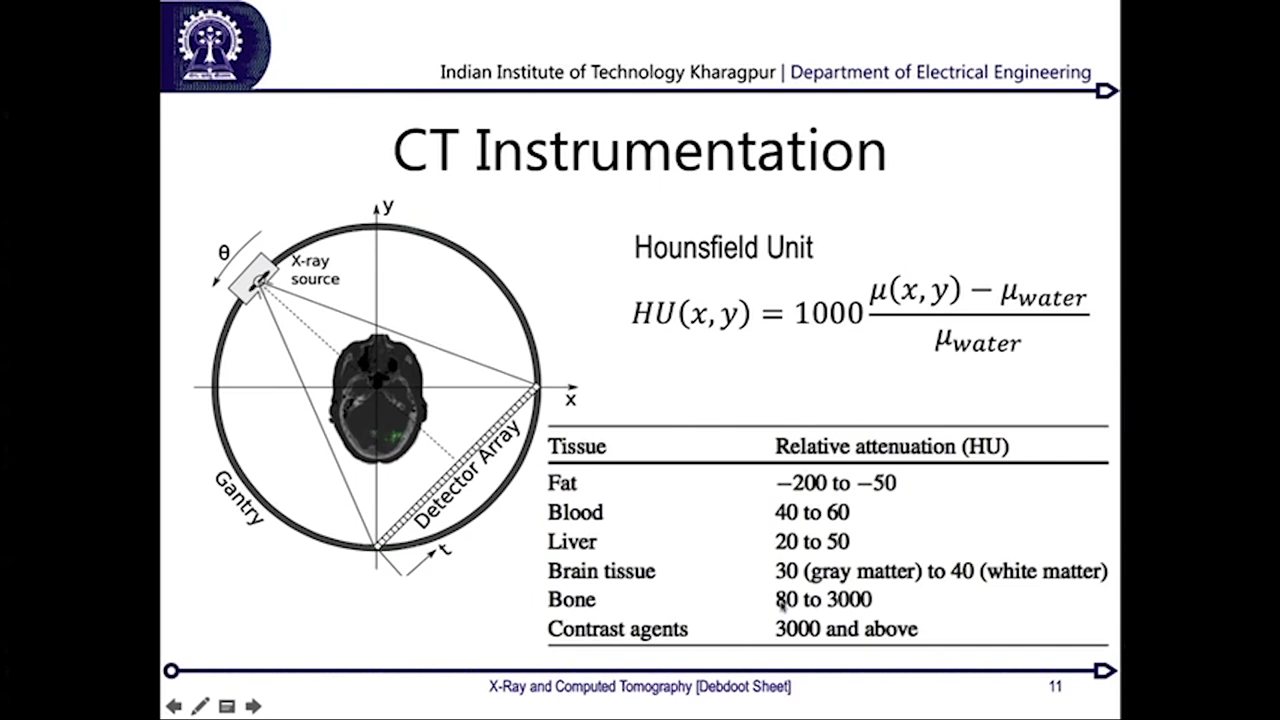 Indian Institute of Technology Kharagpur | Department of Electrical Engineering
CT Instrumentation
y
θ
X-ray
source
x
Detector Array
Gantry
t
Hounsfield Unit
HU(x, y) = 1000 (μ(x, y) − μ_water) / μ_water
Tissue Relative attenuation (HU)
Fat −200 to −50
Blood 40 to 60
Liver 20 to 50
Brain tissue 30 (gray matter) to 40 (white matter)
Bone 80 to 3000
Contrast agents 3000 and above
X-Ray and Computed Tomography [Debdoot Sheet]
11